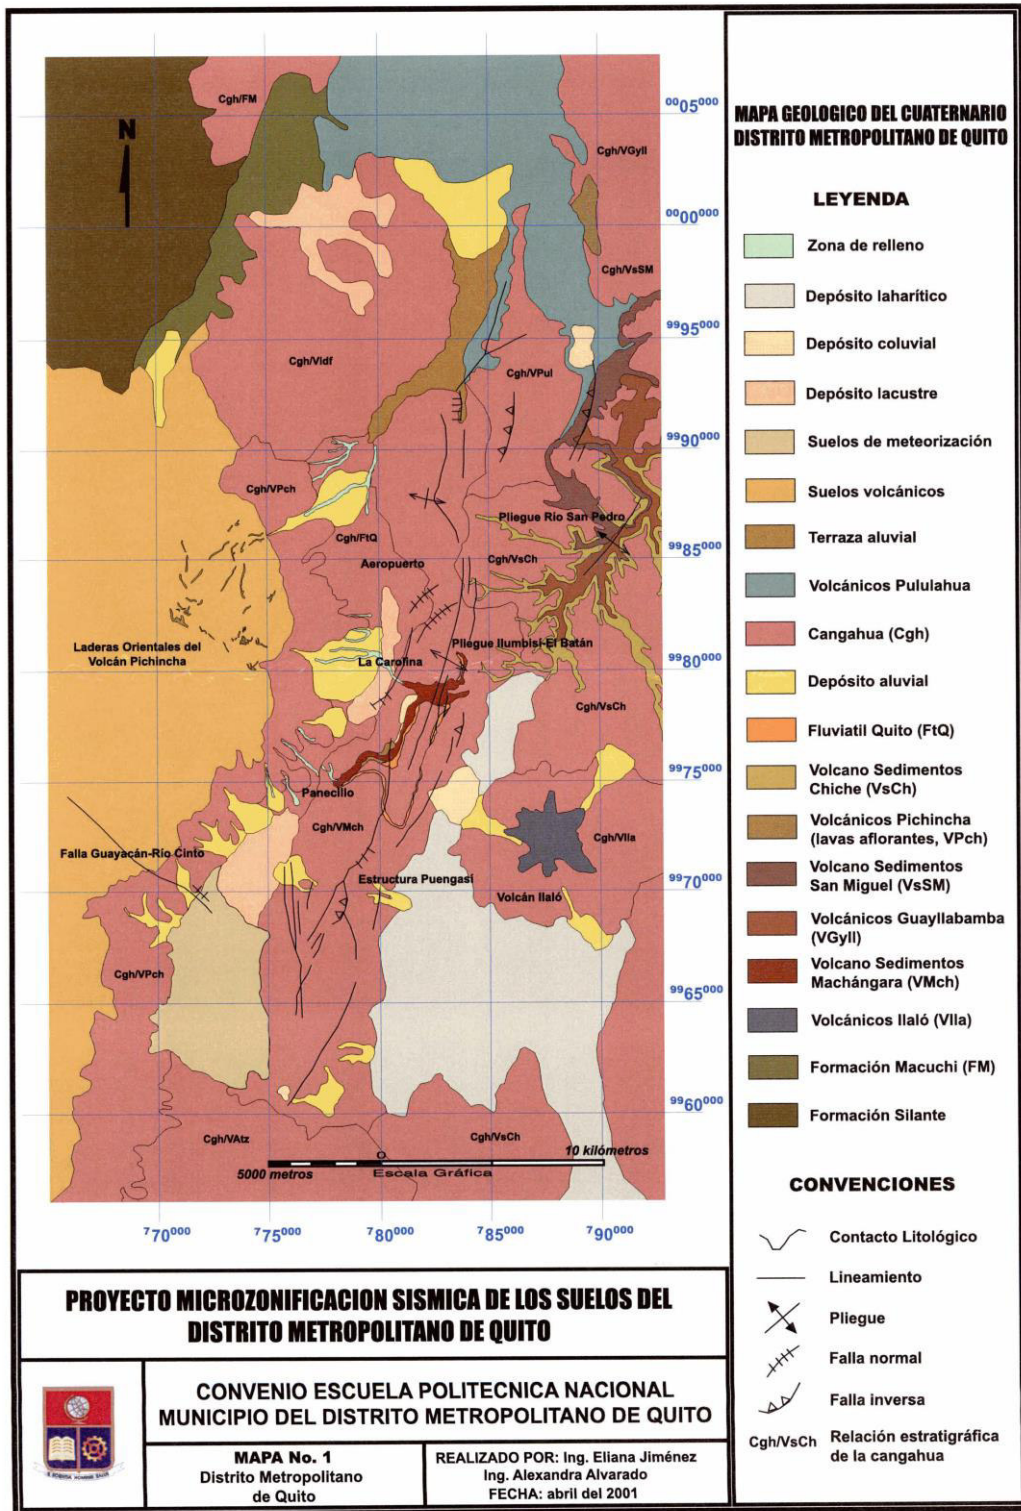 MAPA GEOLOGICO DEL CUATERNARIO
DISTRITO METROPOLITANO DE QUITO
LEYENDA
Zona de relleno
Depósito laharítico
Depósito coluvial
Depósito lacustre
Suelos de meteorización
Suelos volcánicos
Terraza aluvial
Volcánicos Pululahua
Cangahua (Cgh)
Depósito aluvial
Fluviatil Quito (FtQ)
Volcano Sedimentos
Chiche (VsCh)
Volcánicos Pichincha
(lavas aflorantes, VPch)
Volcano Sedimentos
San Miguel (VsSM)
Volcánicos Guayllabamba
(VGyll)
Volcano Sedimentos
Machángara (VMch)
Volcánicos Ilaló (VIla)
Formación Macuchi (FM)
Formación Silante
CONVENCIONES
Contacto Litológico
Lineamiento
Pliegue
Falla normal
Falla inversa
Cgh/VsCh Relación estratigráfica
de la cangahua
N
Cgh/FM
Cgh/VGyll
Cgh/VsSM
Cgh/VIdf
Cgh/VPul
Cgh/VPch
Pliegue Río San Pedro
Cgh/FtQ
Aeropuerto
Cgh/VsCh
Laderas Orientales del
Volcán Pichincha
Pliegue Ilumbisí-El Batán
La Carolina
Cgh/VsCh
Panecillo
Cgh/VMch
Cgh/VIla
Falla Guayacán-Río Cinto
Estructura Puengasí
Volcán Ilaló
Cgh/VPch
Cgh/VAtz
Cgh/VsCh
0
10 kilómetros
5000 metros
Escala Gráfica
0005000
0000000
9995000
9990000
9985000
9980000
9975000
9970000
9965000
9960000
770000 775000 780000 785000 790000
PROYECTO MICROZONIFICACION SISMICA DE LOS SUELOS DEL
DISTRITO METROPOLITANO DE QUITO
CONVENIO ESCUELA POLITECNICA NACIONAL
MUNICIPIO DEL DISTRITO METROPOLITANO DE QUITO
MAPA No. 1
Distrito Metropolitano
de Quito
REALIZADO POR: Ing. Eliana Jiménez
Ing. Alexandra Alvarado
FECHA: abril del 2001